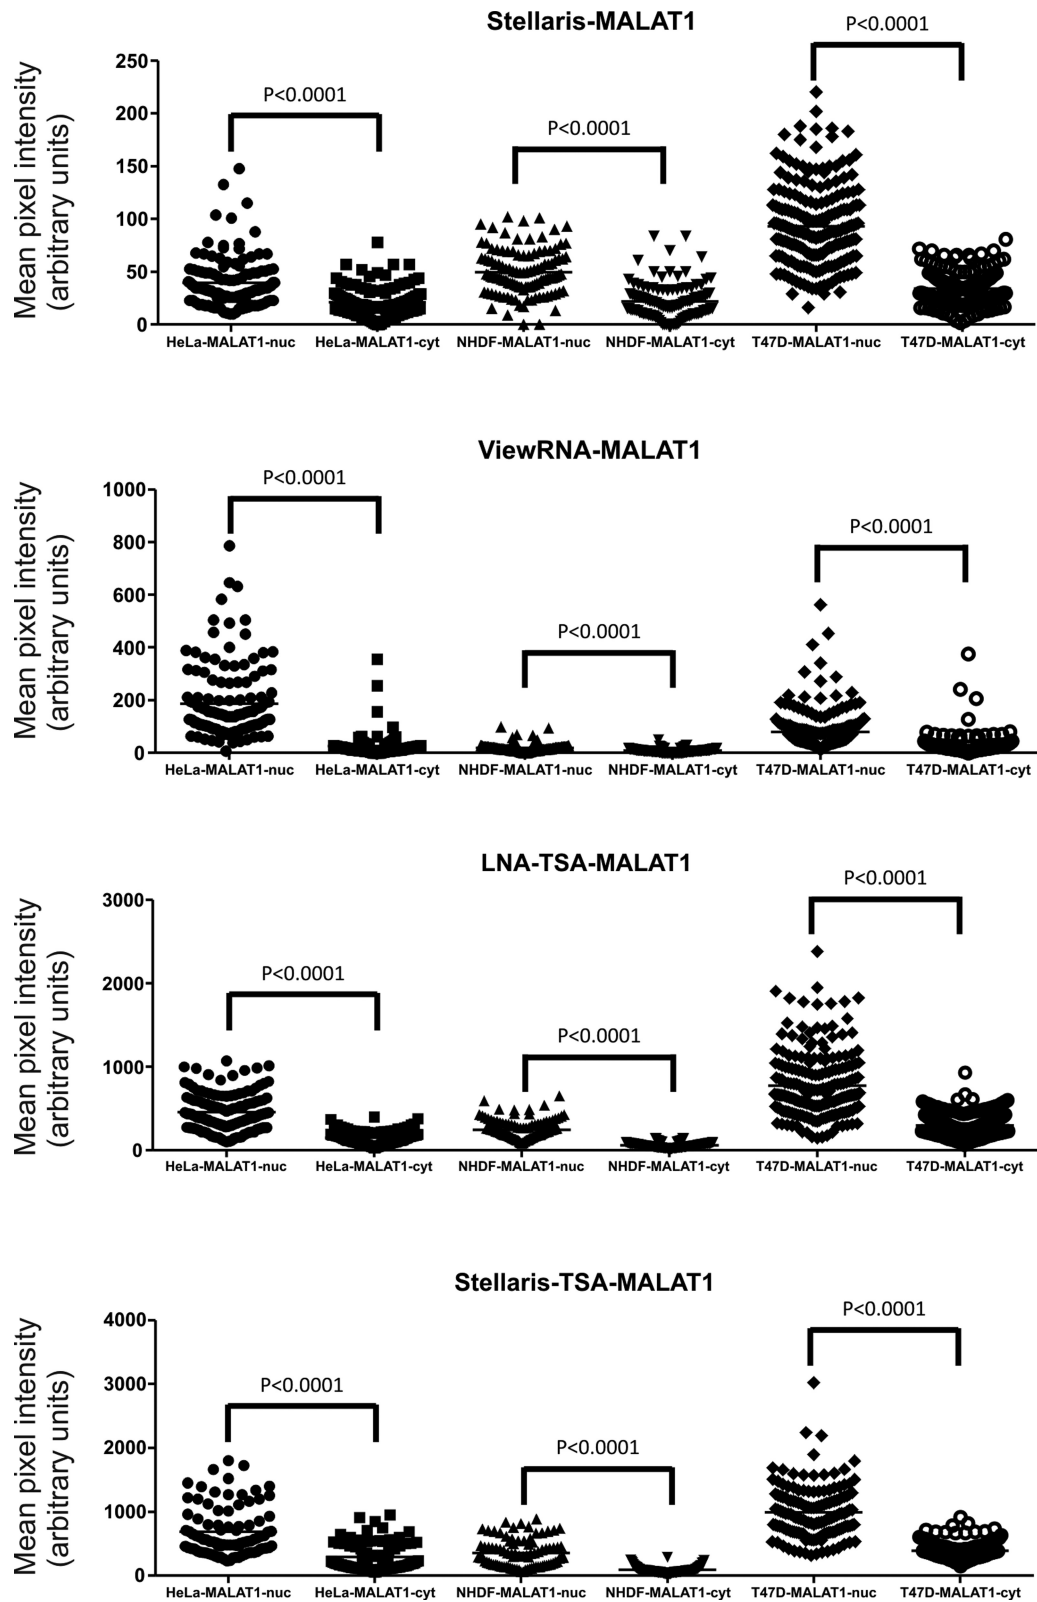 Stellaris-MALAT1
Mean pixel intensity
(arbitrary units)
250
200
150
100
50
0
P<0.0001
P<0.0001
P<0.0001
HeLa-MALAT1-nuc HeLa-MALAT1-cyt NHDF-MALAT1-nuc NHDF-MALAT1-cyt T47D-MALAT1-nuc T47D-MALAT1-cyt
ViewRNA-MALAT1
Mean pixel intensity
(arbitrary units)
1000
800
600
400
200
0
P<0.0001
P<0.0001
P<0.0001
HeLa-MALAT1-nuc HeLa-MALAT1-cyt NHDF-MALAT1-nuc NHDF-MALAT1-cyt T47D-MALAT1-nuc T47D-MALAT1-cyt
LNA-TSA-MALAT1
Mean pixel intensity
(arbitrary units)
3000
2000
1000
0
P<0.0001
P<0.0001
P<0.0001
HeLa-MALAT1-nuc HeLa-MALAT1-cyt NHDF-MALAT1-nuc NHDF-MALAT1-cyt T47D-MALAT1-nuc T47D-MALAT1-cyt
Stellaris-TSA-MALAT1
Mean pixel intensity
(arbitrary units)
4000
3000
2000
1000
0
P<0.0001
P<0.0001
P<0.0001
HeLa-MALAT1-nuc HeLa-MALAT1-cyt NHDF-MALAT1-nuc NHDF-MALAT1-cyt T47D-MALAT1-nuc T47D-MALAT1-cyt